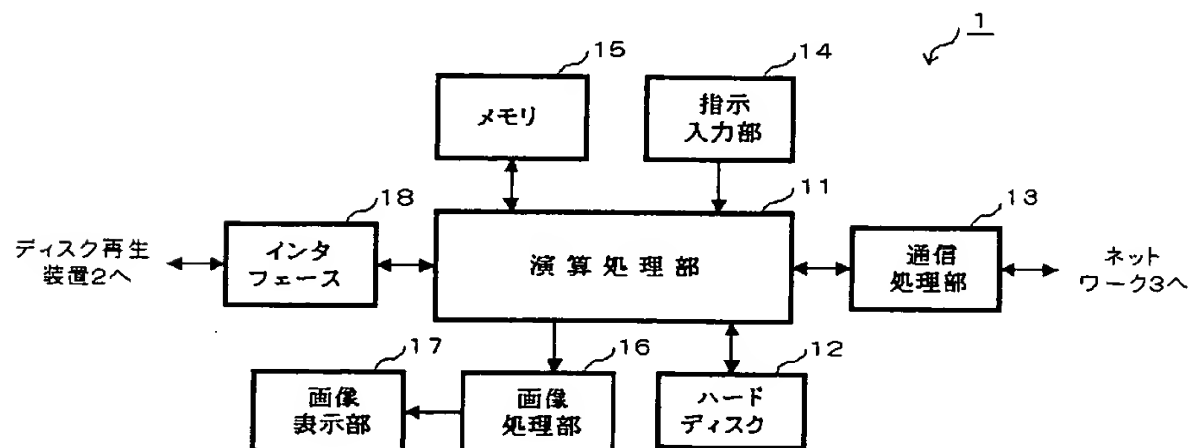 1
15
14
メモリ
指示
入力部
18
11
13
ディスク再生
装置2へ
インタ
フェース
演算処理部
通信
処理部
ネット
ワーク3へ
17
16
12
画像
表示部
画像
処理部
ハード
ディスク